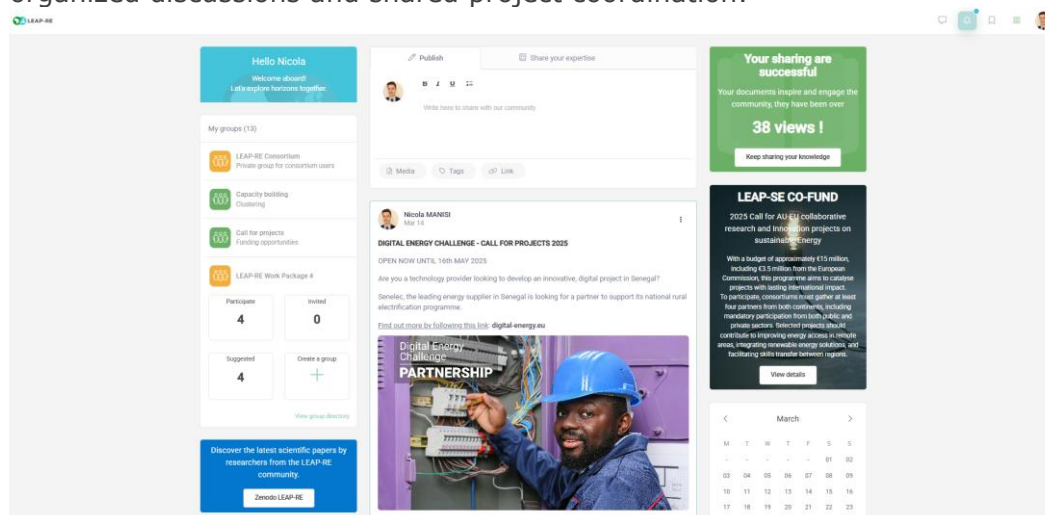 organized discussions and shared project coordination.
LEAP-RE
Hello Nicola
Welcome aboard!
Let's explore horizons together.
My groups (13)
LEAP-RE Consortium
Private group for consortium users
Capacity building
Clustering
Call for projects
Funding opportunities
LEAP-RE Work Package 4
Participate
4
Invited
0
Suggested
4
Create a group
+
View group directory
Discover the latest scientific papers by
researchers from the LEAP-RE
community.
Zenodo LEAP-RE
Publish
Share your expertise
B I U
Write here to share with our community
Media
Tags
Link
Nicola MANISI
Mar 14
DIGITAL ENERGY CHALLENGE - CALL FOR PROJECTS 2025
OPEN NOW UNTIL 16th MAY 2025
Are you a technology provider looking to develop an innovative, digital project in Senegal?
Senelec, the leading energy supplier in Senegal is looking for a partner to support its national rural
electrification programme.
Find out more by following this link: digital-energy.eu
Digital Energy
Challenge
PARTNERSHIP
Your sharing are
successful
Your documents inspire and engage the
community, they have been over
38 views !
Keep sharing your knowledge
LEAP-SE CO-FUND
2025 Call for AU-EU collaborative
research and Innovation projects on
sustainable Energy
With a budget of approximately €15 million,
including €3.5 million from the European
Commission, this programme aims to catalyse
projects with lasting international impact.
To participate, consortiums must gather at least
four partners from both continents, including
mandatory participation from both public and
private sectors. Selected projects should
contribute to improving energy access in remote
areas, integrating renewable energy solutions, and
facilitating skills transfer between regions.
View details
< March >
M T W T F S S
- - - - - 01 02
03 04 05 06 07 08 09
10 11 12 13 14 15 16
17 18 19 20 21 22 23